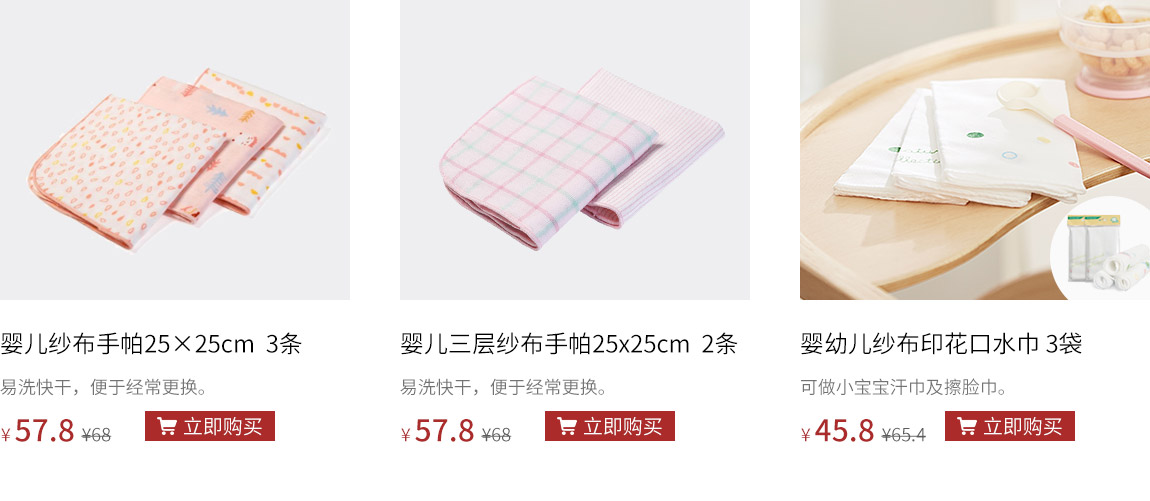 婴儿纱布手帕25×25cm 3条
易洗快干，便于经常更换。
¥57.8 ¥68 立即购买
婴儿三层纱布手帕25x25cm 2条
易洗快干，便于经常更换。
¥57.8 ¥68 立即购买
婴幼儿纱布印花口水巾 3袋
可做小宝宝汗巾及擦脸巾。
¥45.8 ¥65.4 立即购买